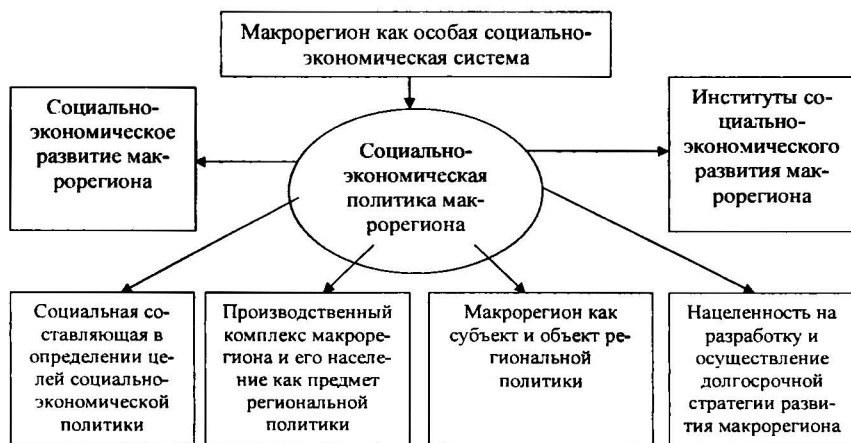 Макрорегион как особая социально-
экономическая система
Социально-
экономическое
развитие мак-
рорегиона
Социально-
экономическая
политика мак-
рорегиона
Институты со-
циально-
экономического
развития мак-
рорегиона
Социальная со-
ставляющая в
определении це-
лей социально-
экономической
политики
Производственный
комплекс макроре-
гиона и его населе-
ние как предмет
региональной
политики
Макрорегион как
субъект и объект ре-
гиональной
политики
Нацеленность на
разработку и
осуществление
долгосрочной
стратегии разви-
тия макрорегиона